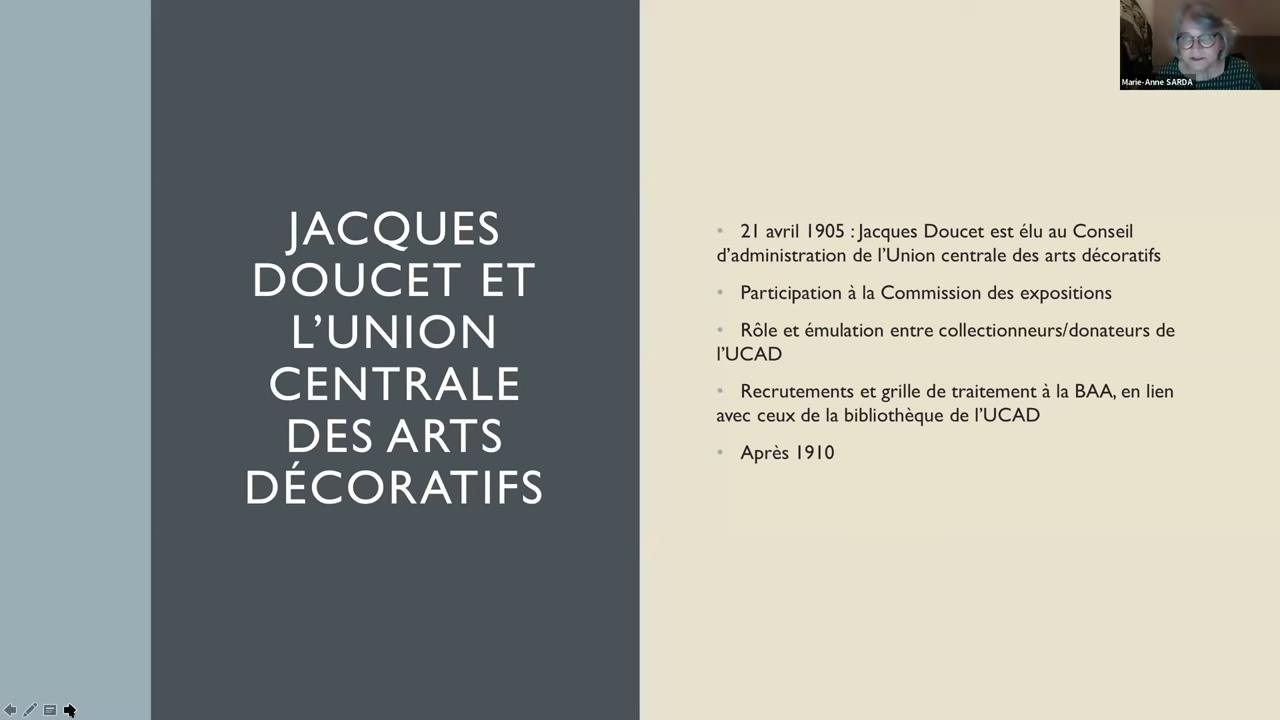 JACQUES
DOUCET ET
L’UNION
CENTRALE
DES ARTS
DÉCORATIFS
• 21 avril 1905 : Jacques Doucet est élu au Conseil
d’administration de l’Union centrale des arts décoratifs
• Participation à la Commission des expositions
• Rôle et émulation entre collectionneurs/donateurs de
l’UCAD
• Recrutements et grille de traitement à la BAA, en lien
avec ceux de la bibliothèque de l’UCAD
• Après 1910
Marie-Anne SARDA